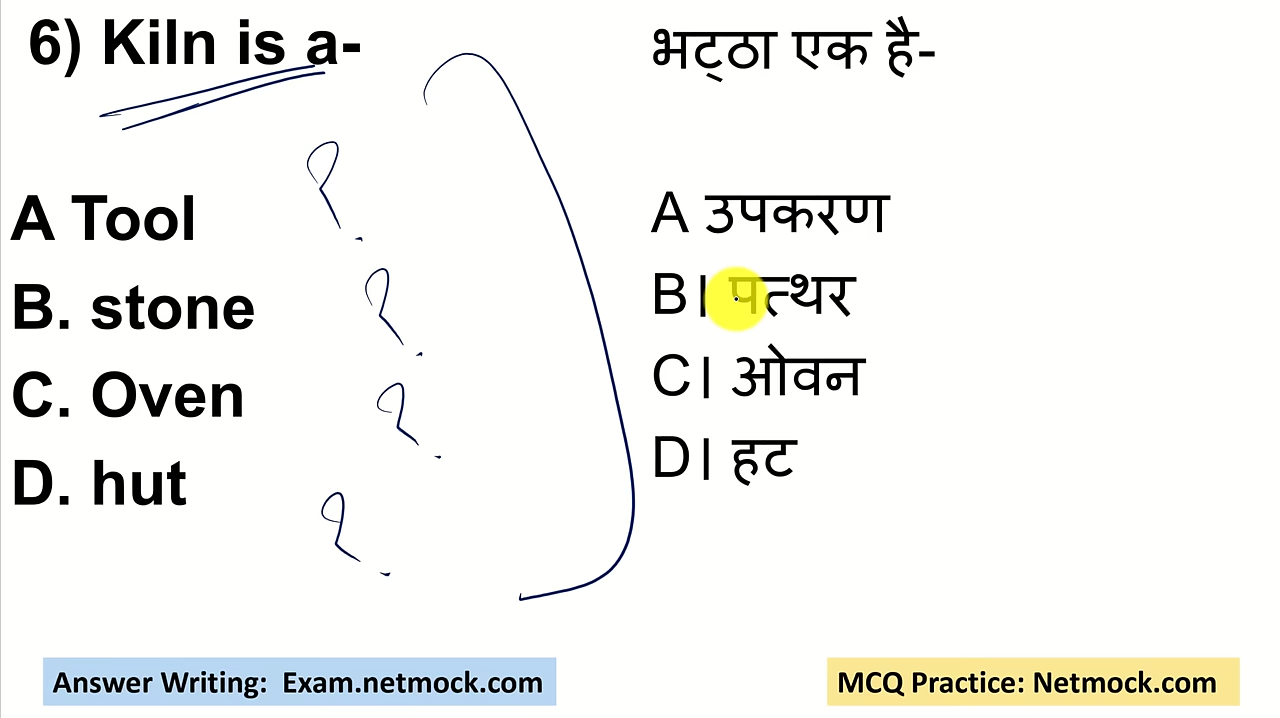 6) Kiln is a-
A Tool
B. stone
C. Oven
D. hut
भट्ठा एक है-
A उपकरण
B। पत्थर
C। ओवन
D। हट
Answer Writing: Exam.netmock.com
MCQ Practice: Netmock.com